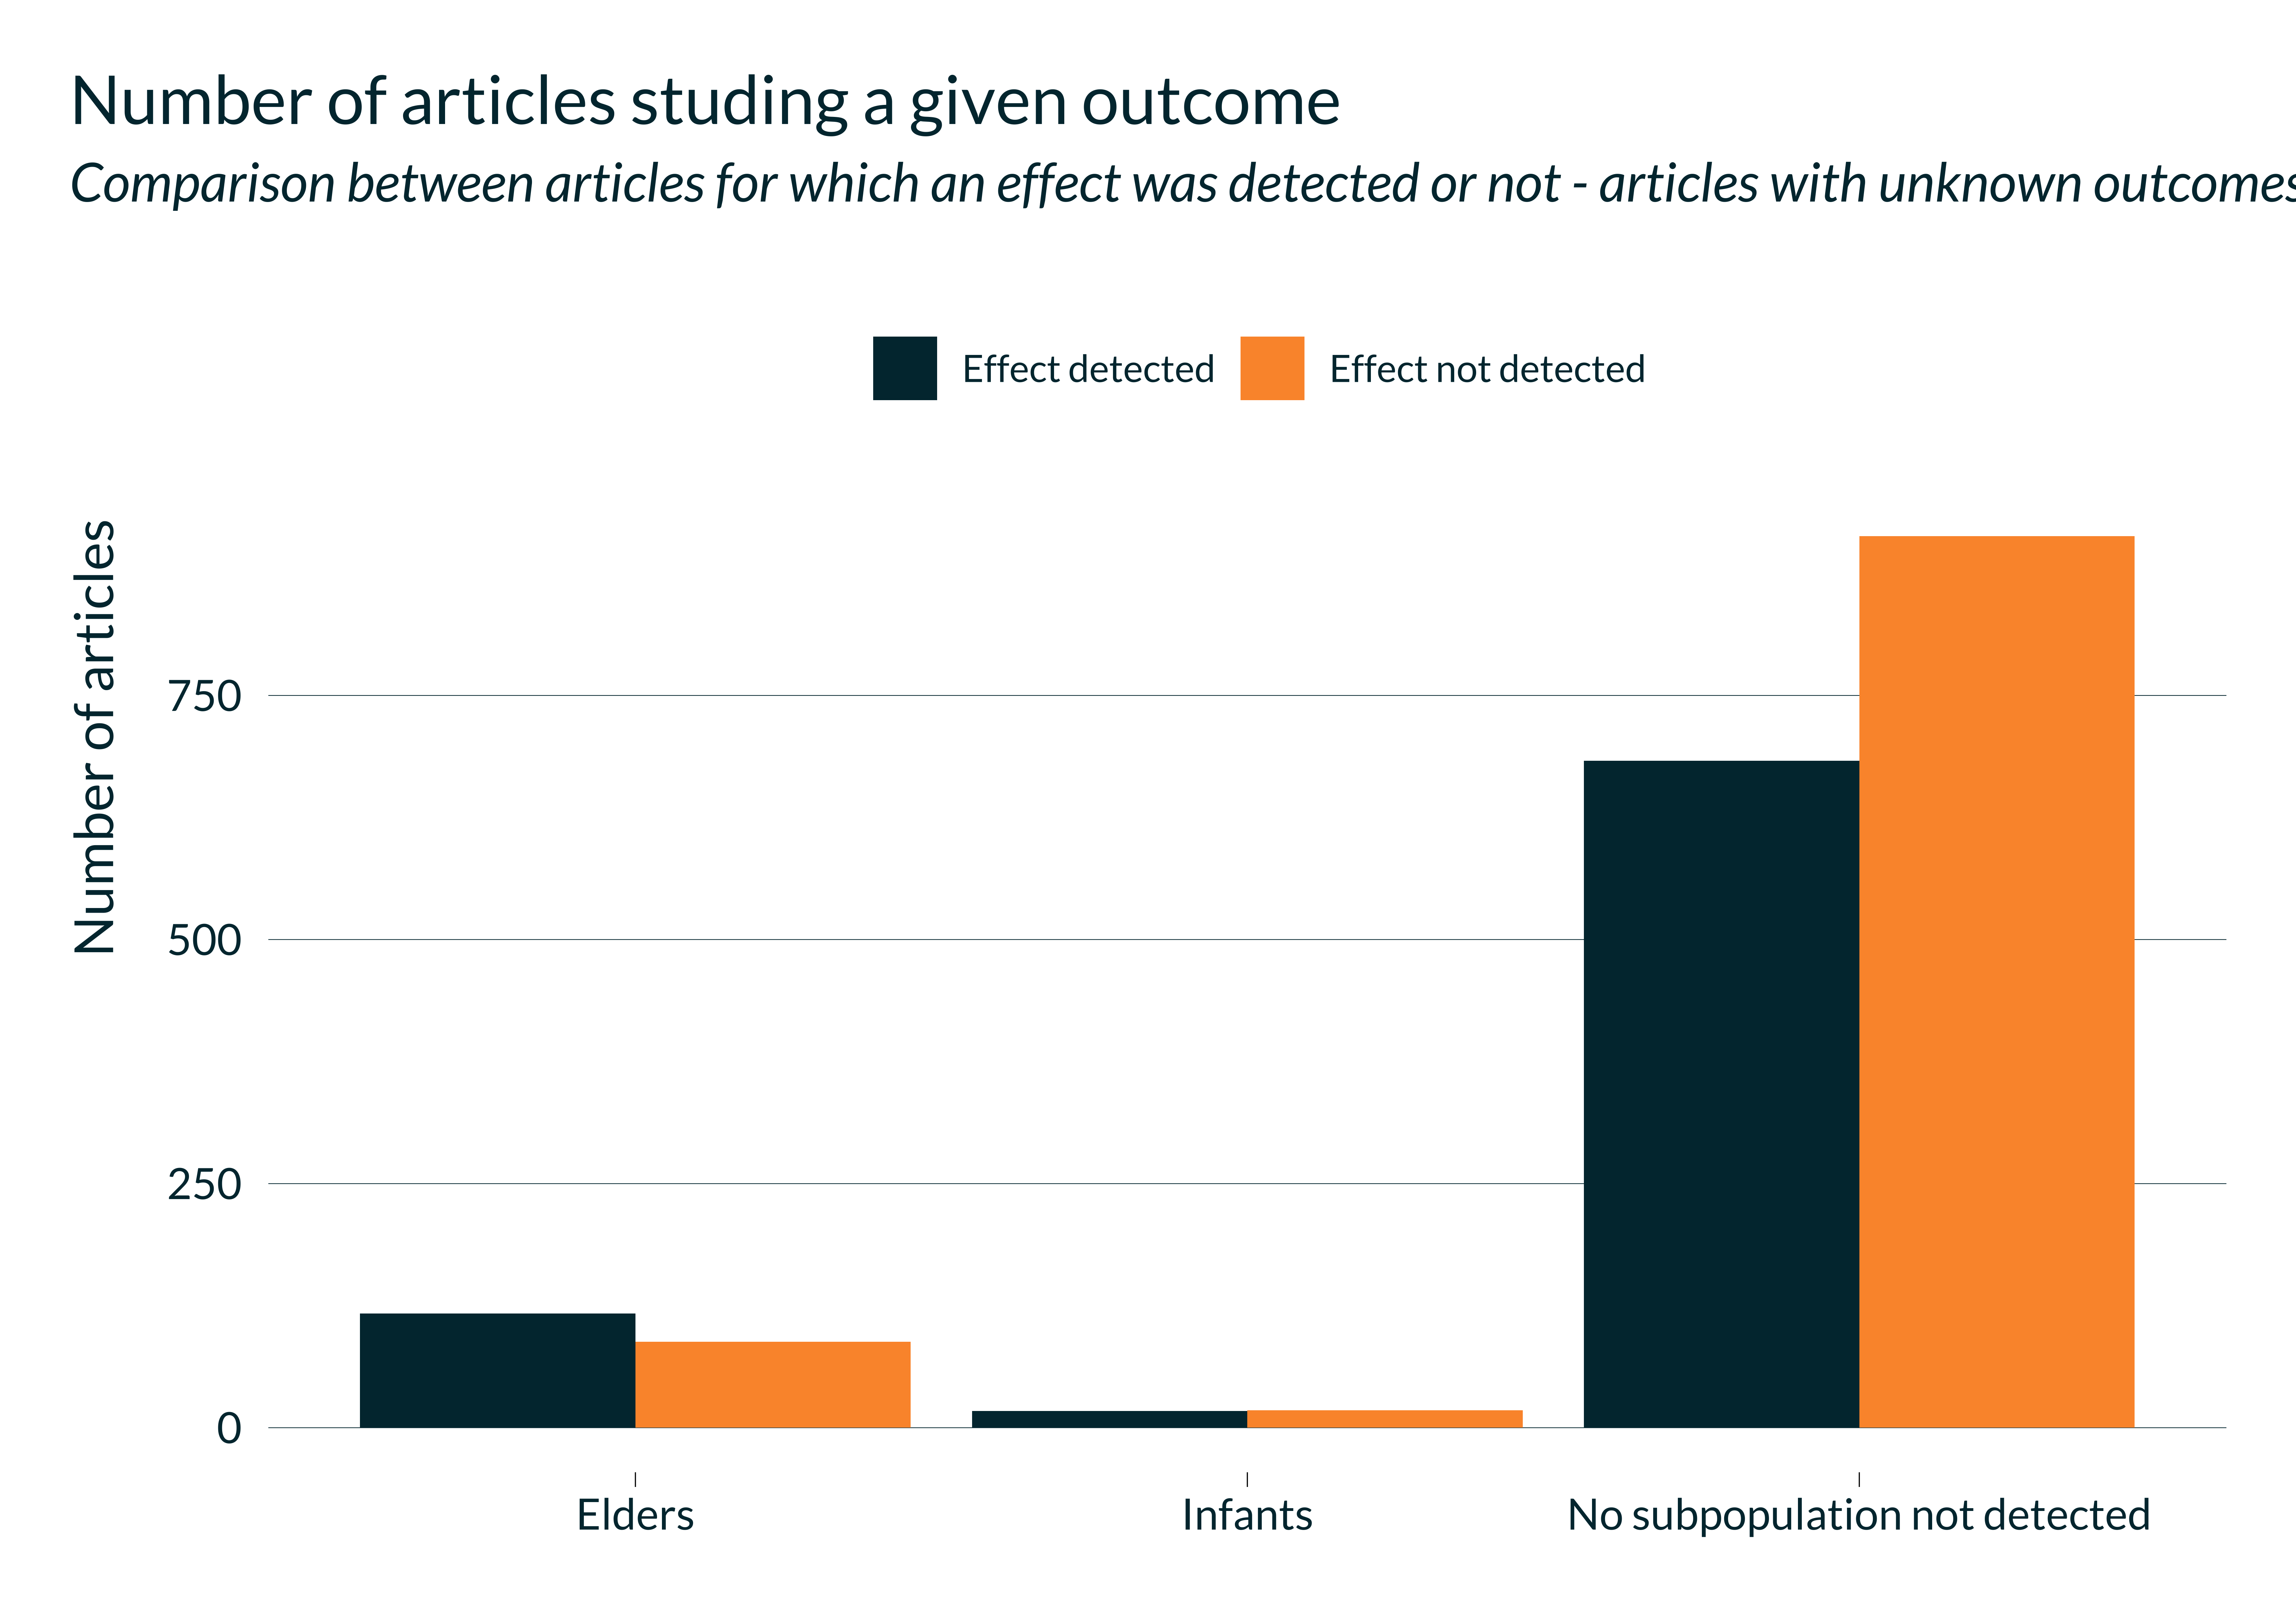 Number of articles studing a given outcome
Comparison between articles for which an effect was detected or not - articles with unknown outcomes
Effect detected
Effect not detected
Number of articles
750
500
250
0
Elders
Infants
No subpopulation not detected